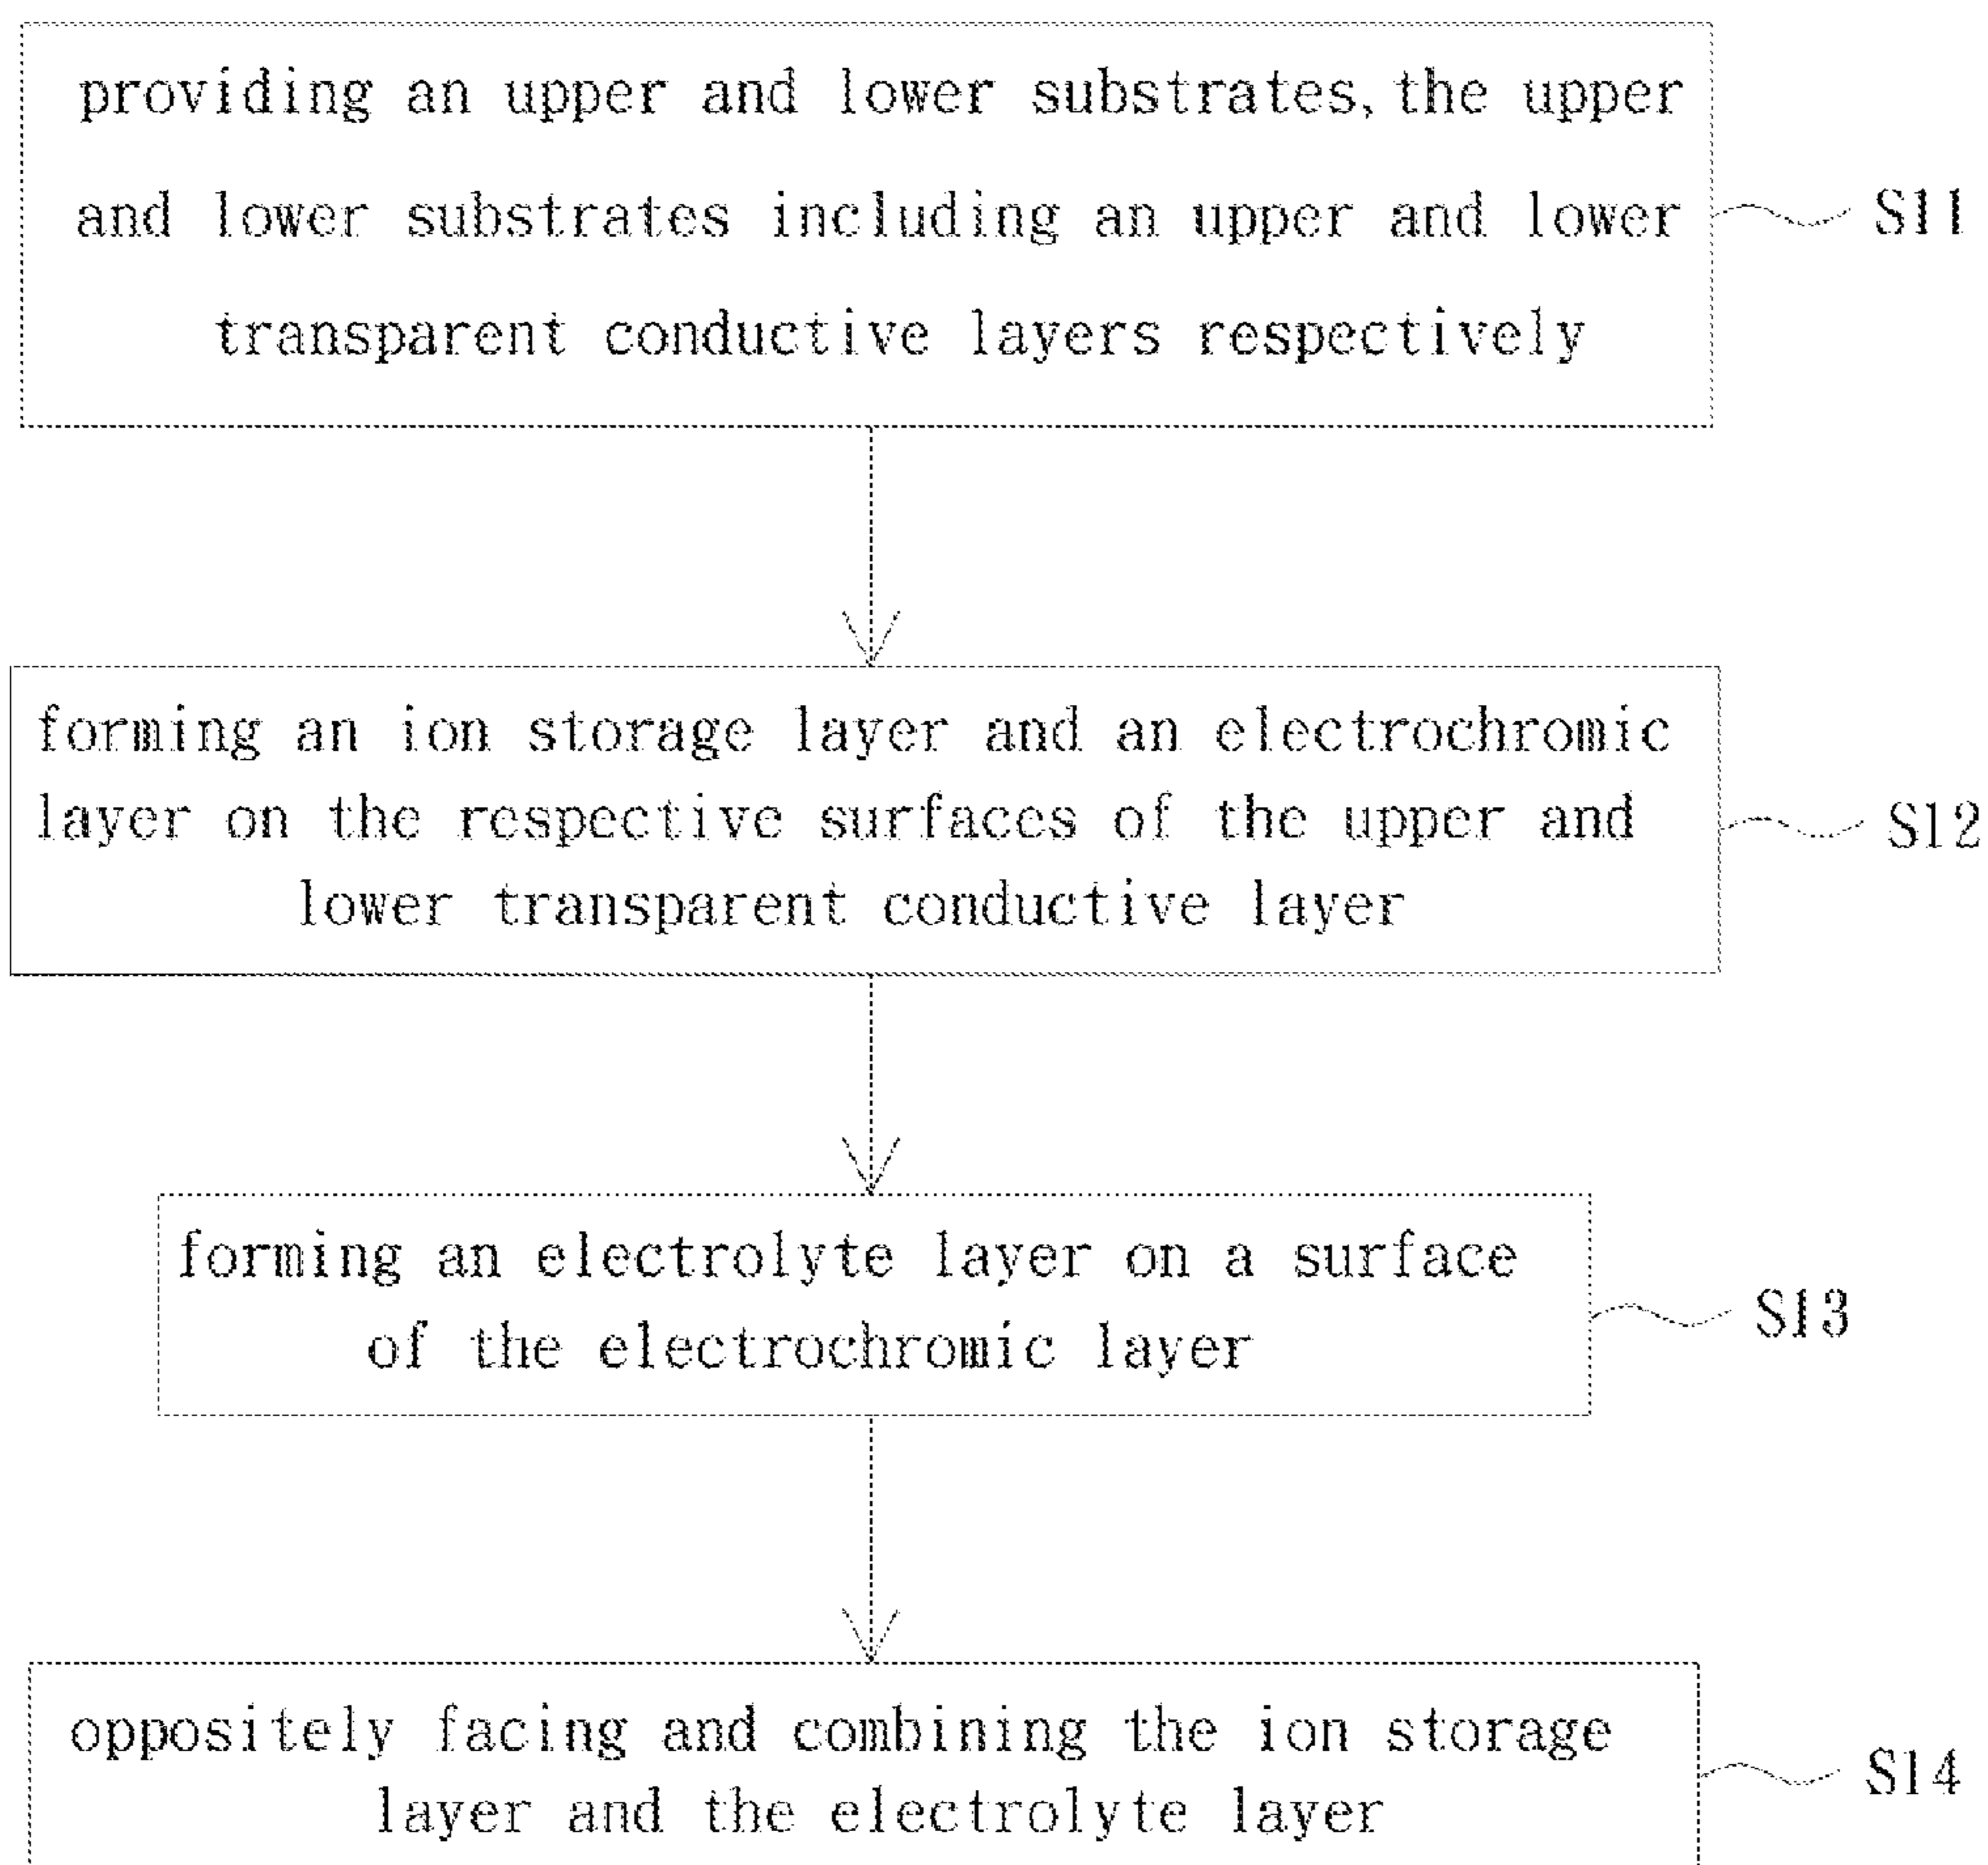 providing an upper and lower substrates, the upper
and lower substrates including an upper and lower
transparent conductive layers respectively
S11
forming an ion storage layer and an electrochromic
layer on the respective surfaces of the upper and
lower transparent conductive layer
S12
forming an electrolyte layer on a surface
of the electrochromic layer
S13
oppositely facing and combining the ion storage
layer and the electrolyte layer
S14